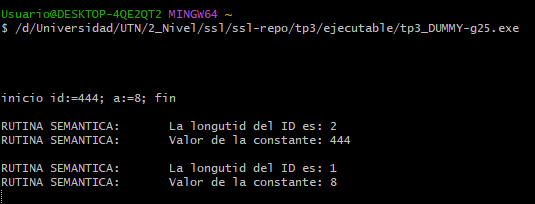 Usuario@DESKTOP-4QE2QT2 MINGW64 ~
$ /d/Universidad/UTN/2_Nivel/ssl/ssl-repo/tp3/ejecutable/tp3_DUMMY-g25.exe
inicio id:=444; a:=8; fin
RUTINA SEMANTICA: La longutid del ID es: 2
RUTINA SEMANTICA: Valor de la constante: 444
RUTINA SEMANTICA: La longutid del ID es: 1
RUTINA SEMANTICA: Valor de la constante: 8